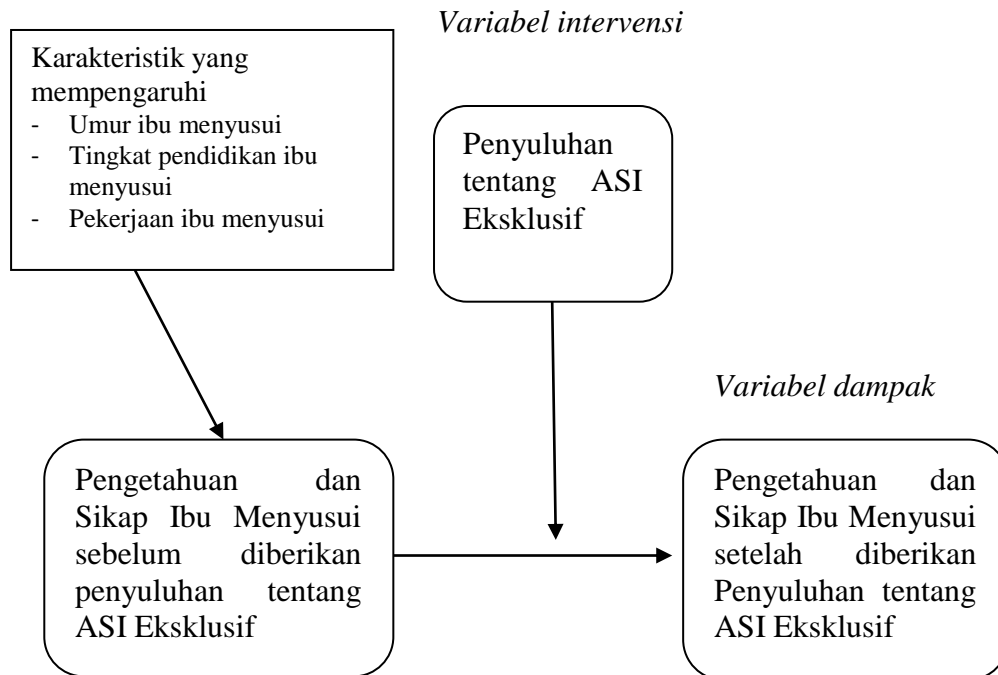 Variabel intervensi
Karakteristik yang
mempengaruhi
- Umur ibu menyusui
- Tingkat pendidikan ibu
menyusui
- Pekerjaan ibu menyusui
Penyuluhan
tentang ASI
Eksklusif
Variabel dampak
Pengetahuan dan
Sikap Ibu Menyusui
sebelum diberikan
penyuluhan tentang
ASI Eksklusif
Pengetahuan dan
Sikap Ibu Menyusui
setelah diberikan
Penyuluhan tentang
ASI Eksklusif